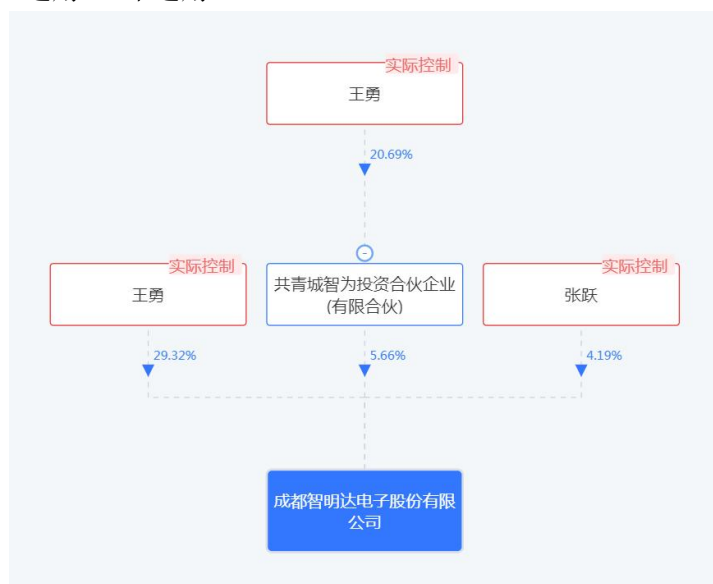 实际控制
王勇
20.69%
实际控制
王勇
共青城智为投资合伙企业
(有限合伙)
实际控制
张跃
29.32%
5.66%
4.19%
成都智明达电子股份有限
公司